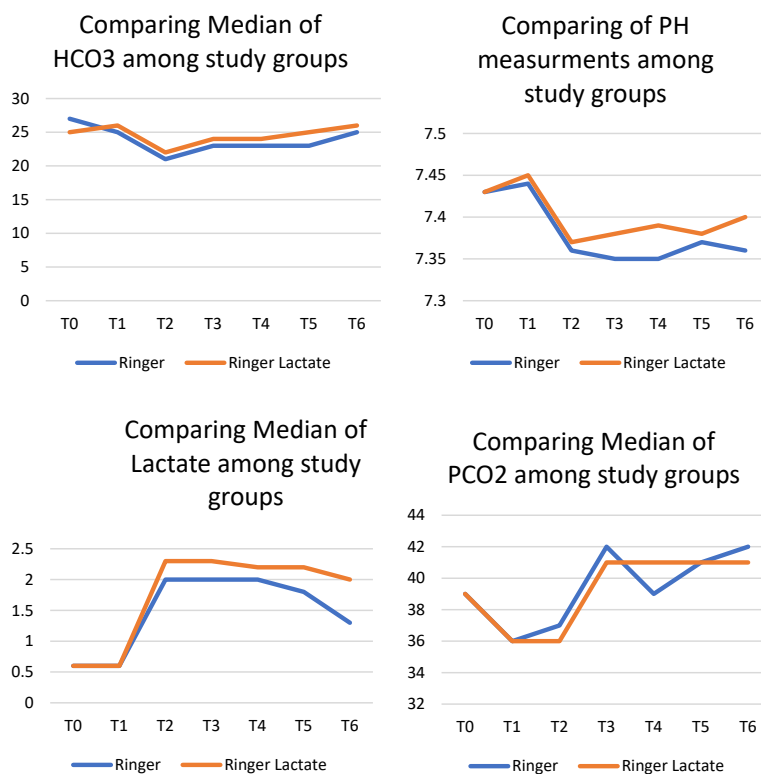 Comparing Median of
HCO3 among study groups
30
25
20
15
10
5
0
T0 T1 T2 T3 T4 T5 T6
Ringer Ringer Lactate
Comparing of PH
measurments among
study groups
7.5
7.45
7.4
7.35
7.3
T0 T1 T2 T3 T4 T5 T6
Ringer Ringer Lactate
Comparing Median of
Lactate among study
groups
2.5
2
1.5
1
0.5
0
T0 T1 T2 T3 T4 T5 T6
Ringer Ringer Lactate
Comparing Median of
PCO2 among study groups
44
42
40
38
36
34
32
T0 T1 T2 T3 T4 T5 T6
Ringer Ringer Lactate